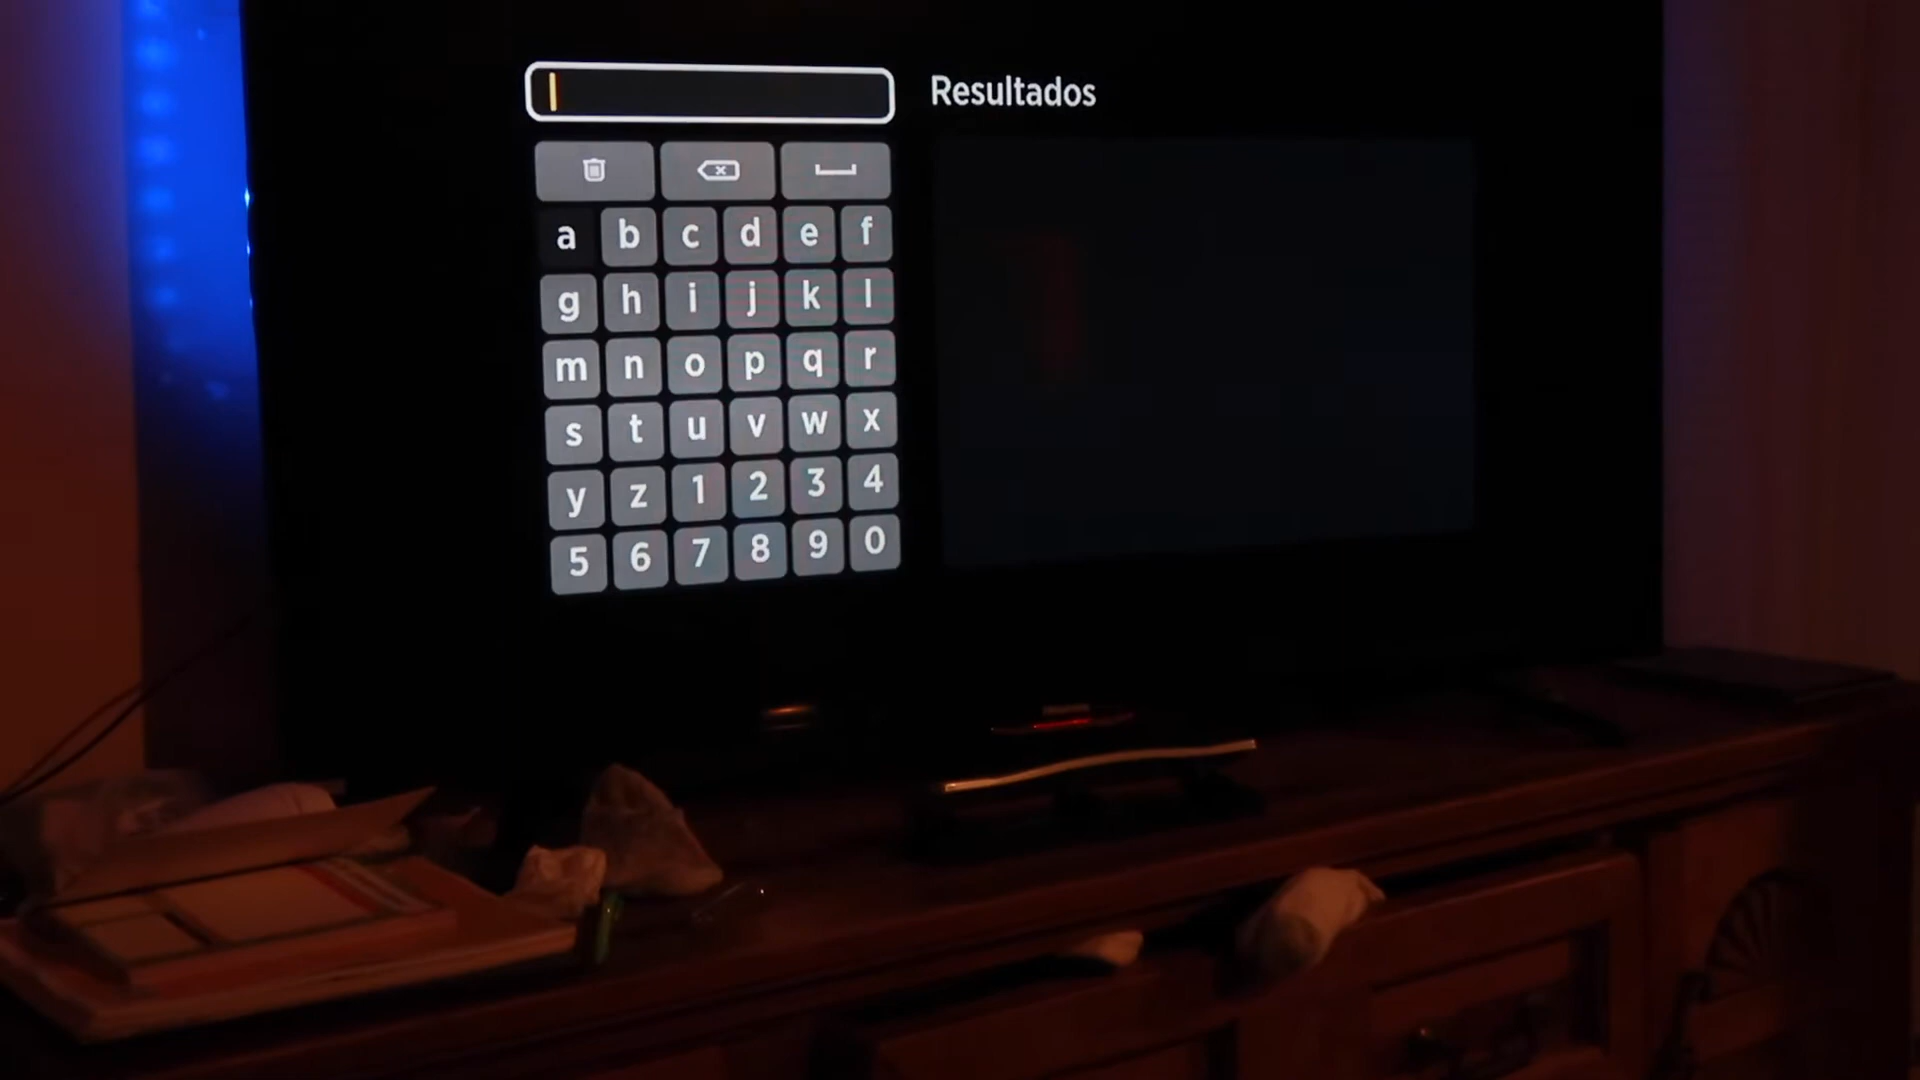 Resultados
a b c d e f
g h i j k l
m n o p q r
s t u v w x
y z 1 2 3 4
5 6 7 8 9 0